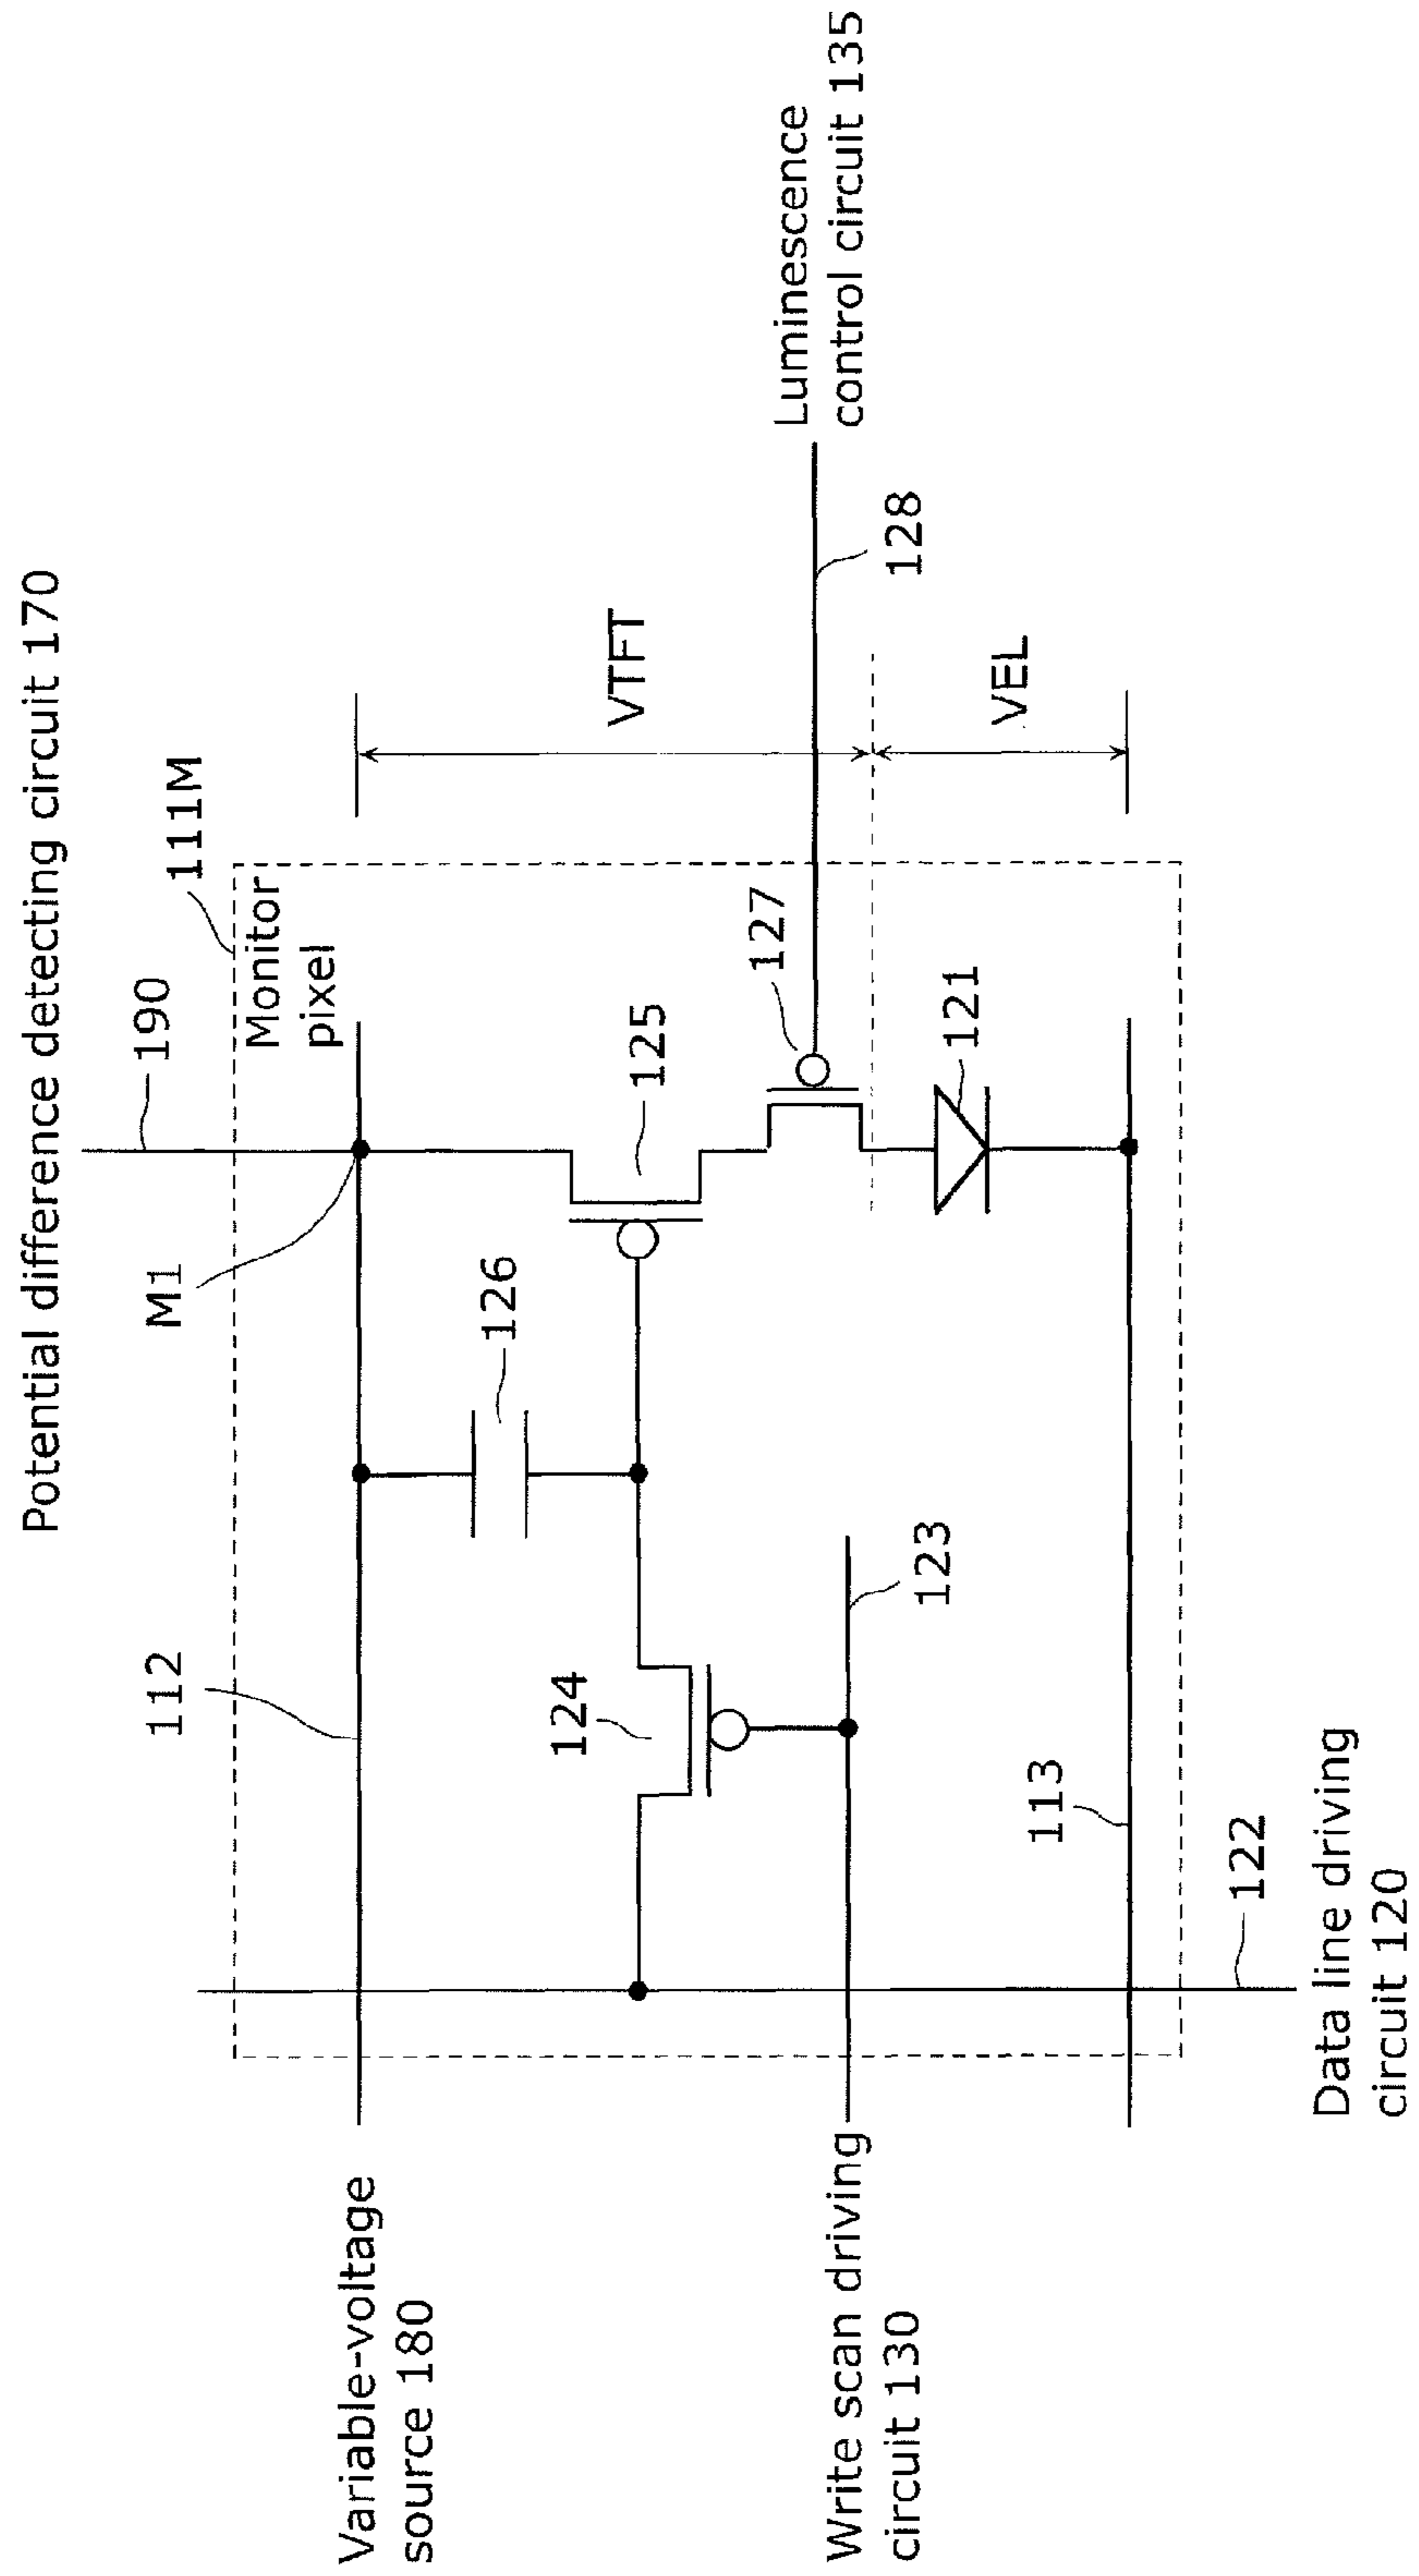 Potential difference detecting circuit 170
190
111M
M1
112
Monitor
pixel
Variable-voltage
source 180
126
125
124
127
121
123
113
128
VTFT
VEL
Luminescence
control circuit 135
Write scan driving
circuit 130
122
Data line driving
circuit 120